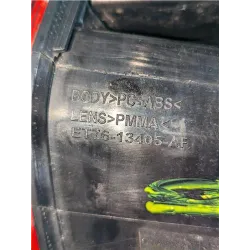 BODY>PC+ABS<
LENS>PMMA<
ET76-13405-AF